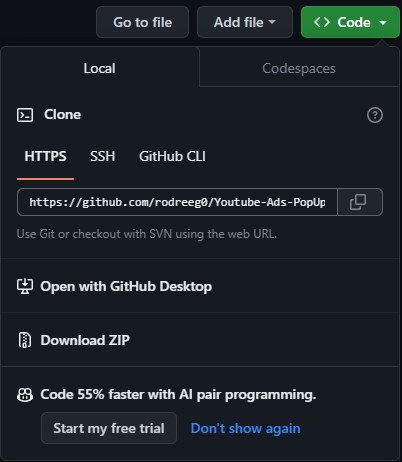 Go to file Add file <> Code
Local Codespaces
Clone
HTTPS SSH GitHub CLI
https://github.com/rodreeg0/Youtube-Ads-PopUp
Use Git or checkout with SVN using the web URL.
Open with GitHub Desktop
Download ZIP
Code 55% faster with AI pair programming.
Start my free trial Don't show again